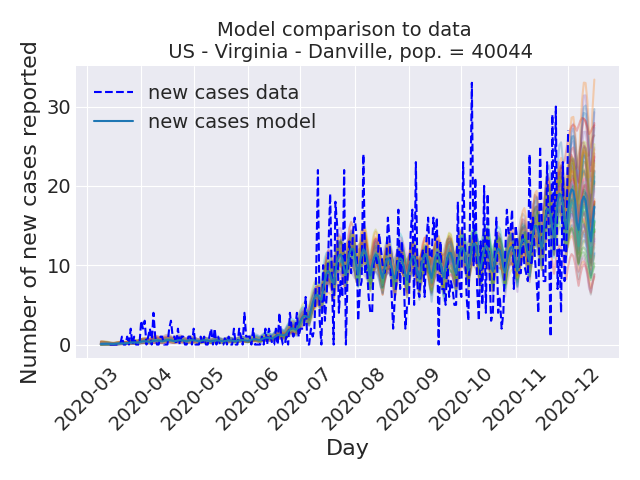 Model comparison to data
US - Virginia - Danville, pop. = 40044
Number of new cases reported
30
20
10
0
new cases data
new cases model
2020-03
2020-04
2020-05
2020-06
2020-07
2020-08
2020-09
2020-10
2020-11
2020-12
Day